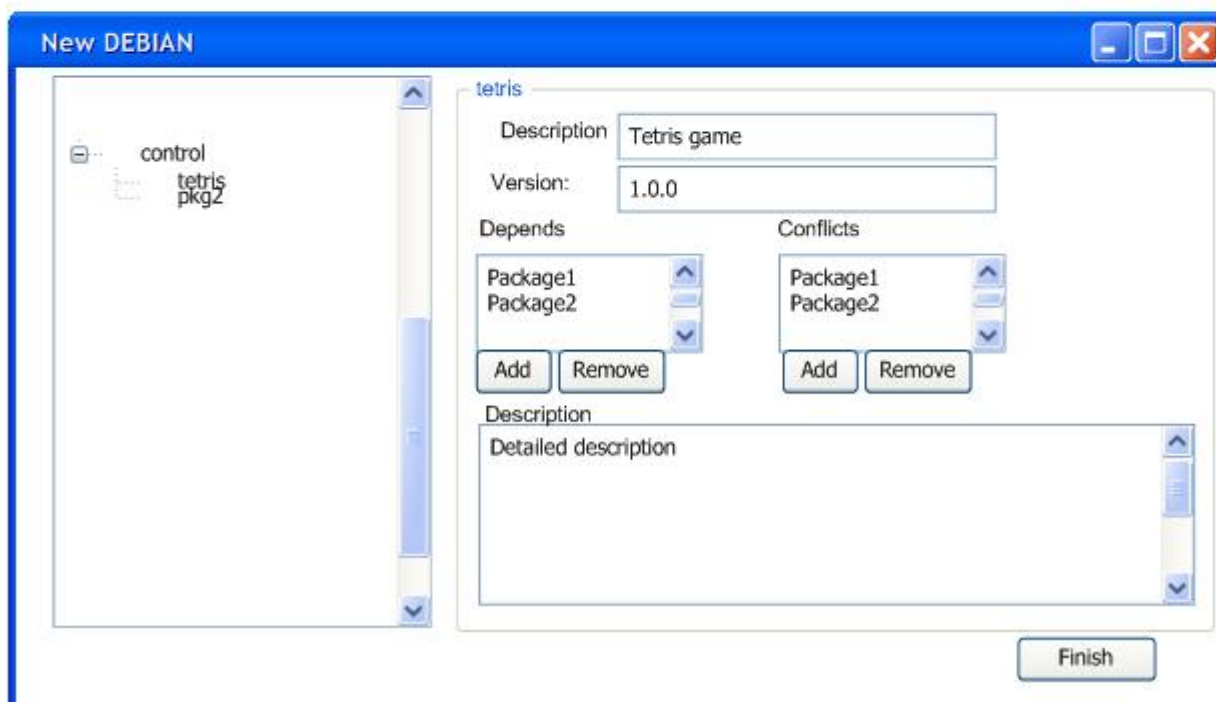 New DEBIAN
control
tetris
pkg2
tetris
Description
Tetris game
Version:
1.0.0
Depends
Conflicts
Package1
Package2
Package1
Package2
Add
Remove
Add
Remove
Description
Detailed description
Finish